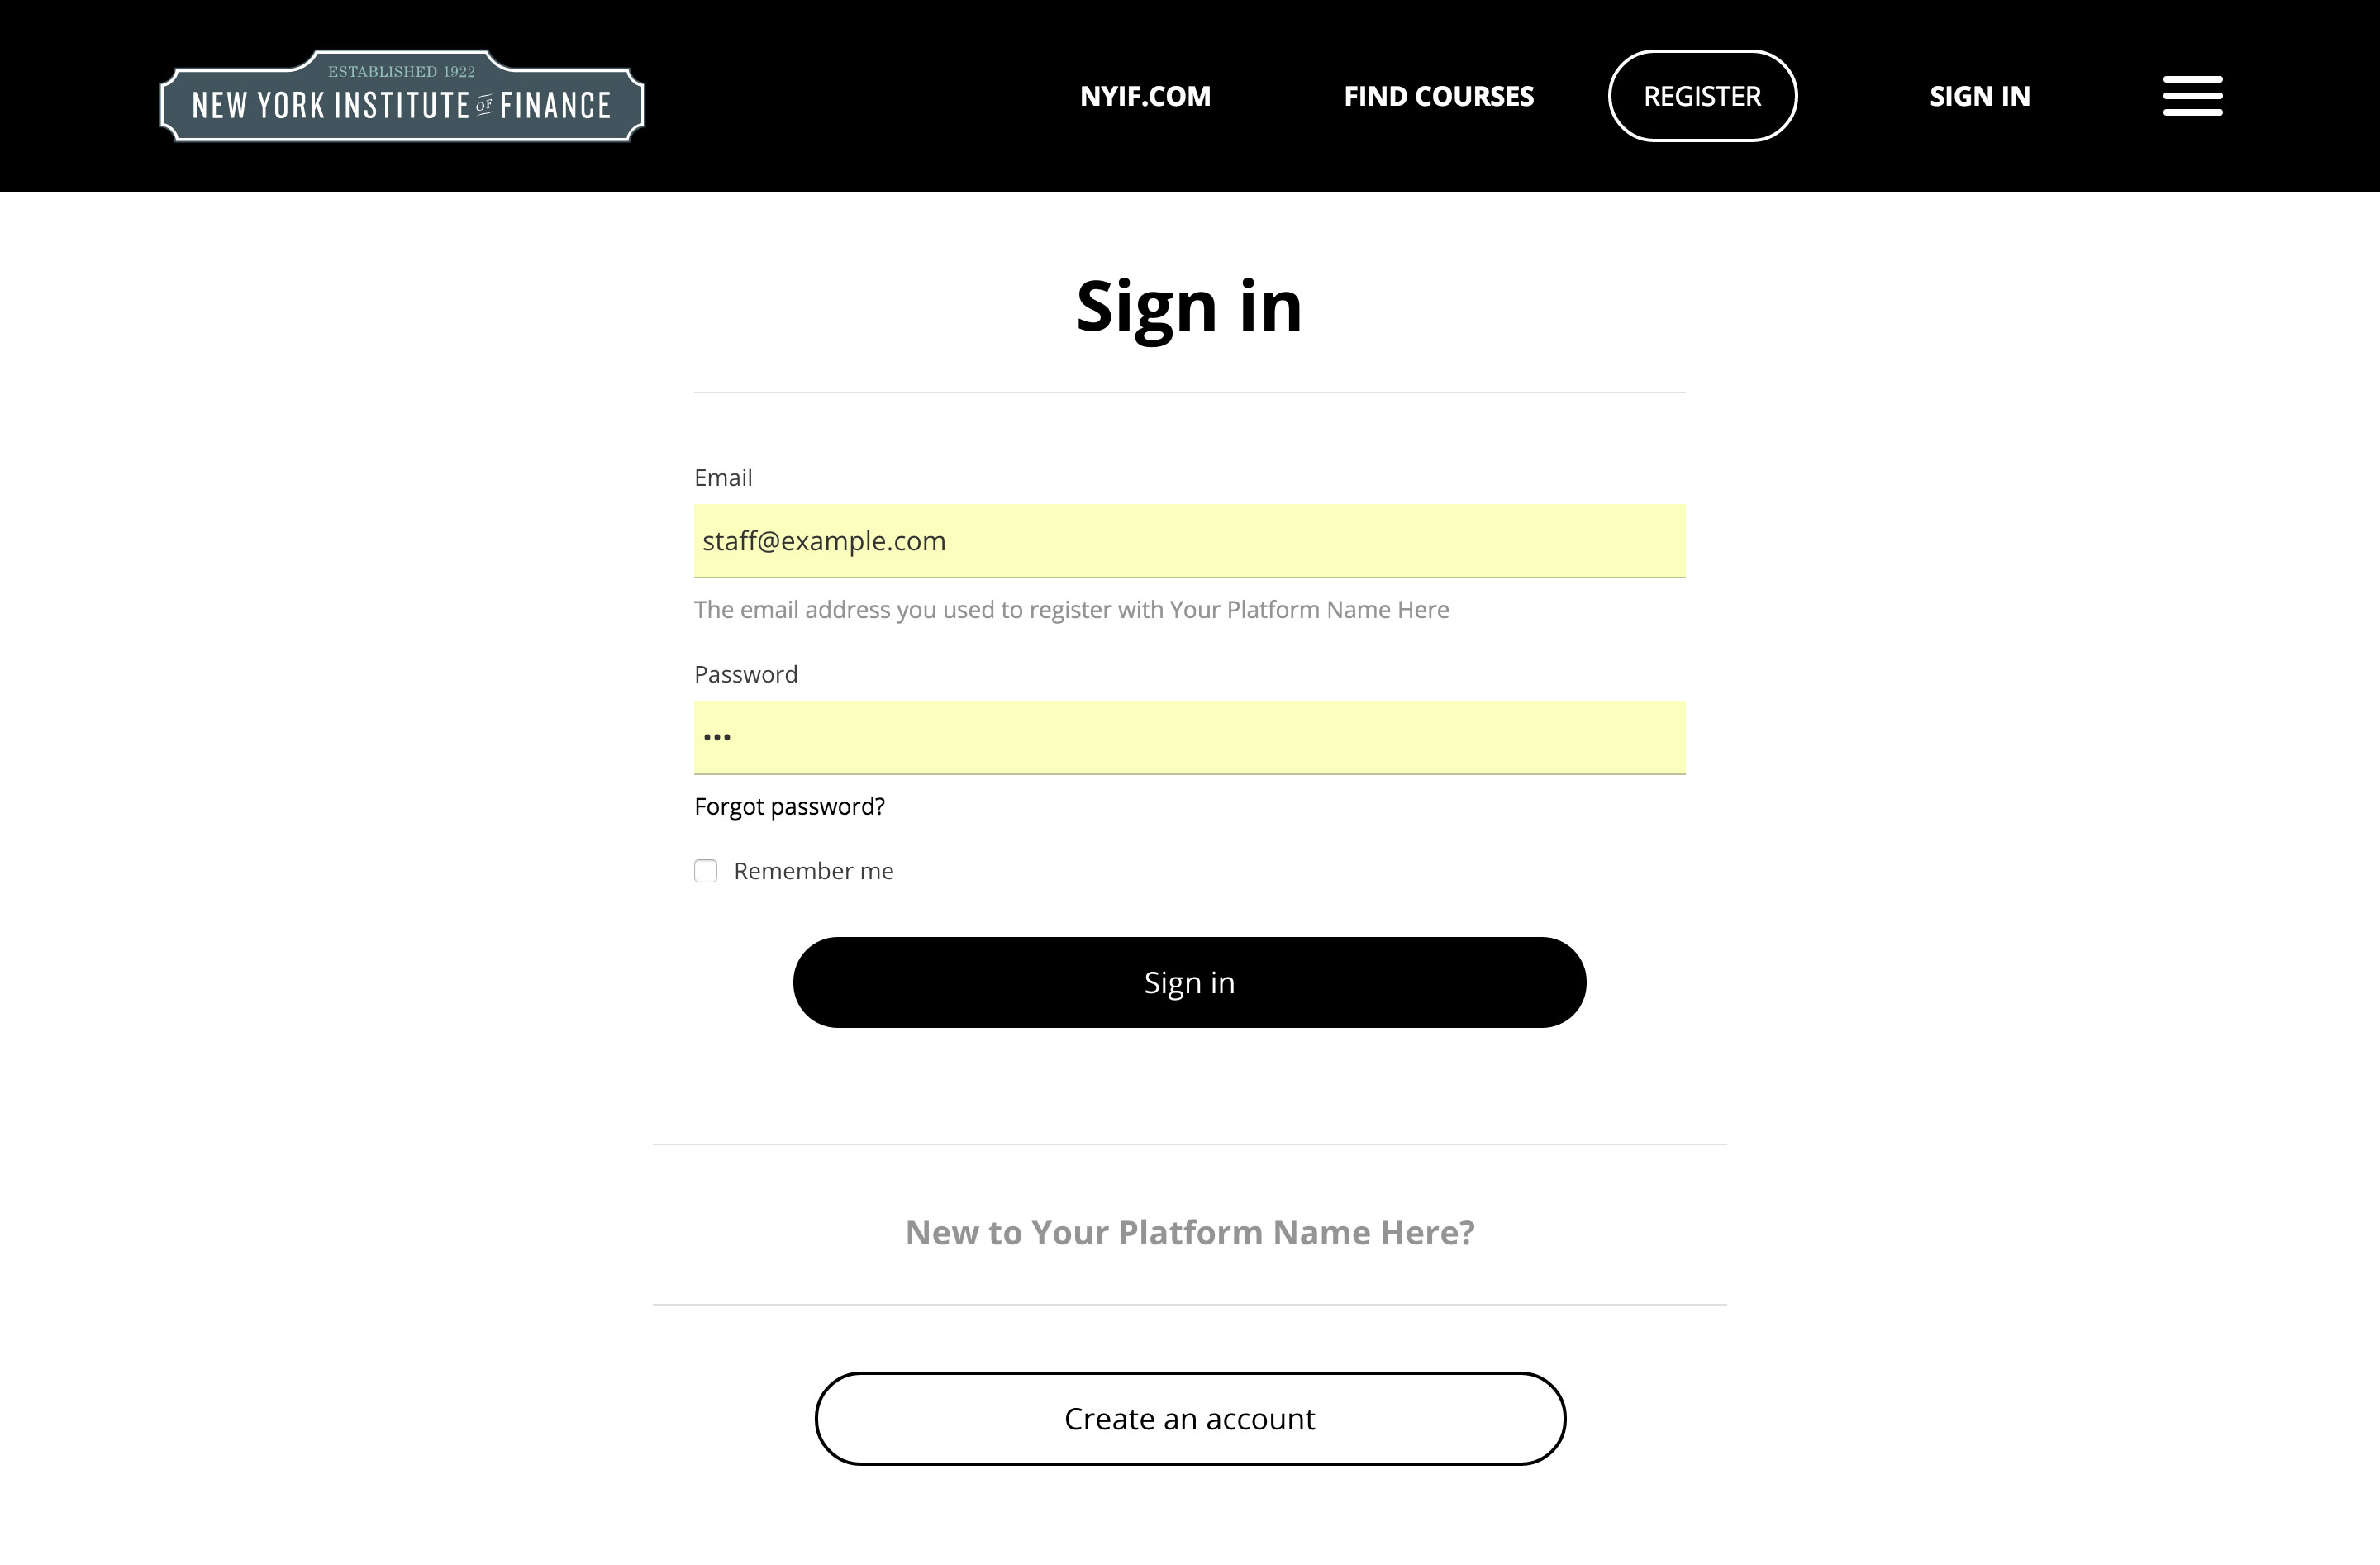 ESTABLISHED 1922
NEW YORK INSTITUTE OF FINANCE
NYIF.COM FIND COURSES REGISTER SIGN IN
Sign in
Email
staff@example.com
The email address you used to register with Your Platform Name Here
Password
•••
Forgot password?
Remember me
Sign in
New to Your Platform Name Here?
Create an account